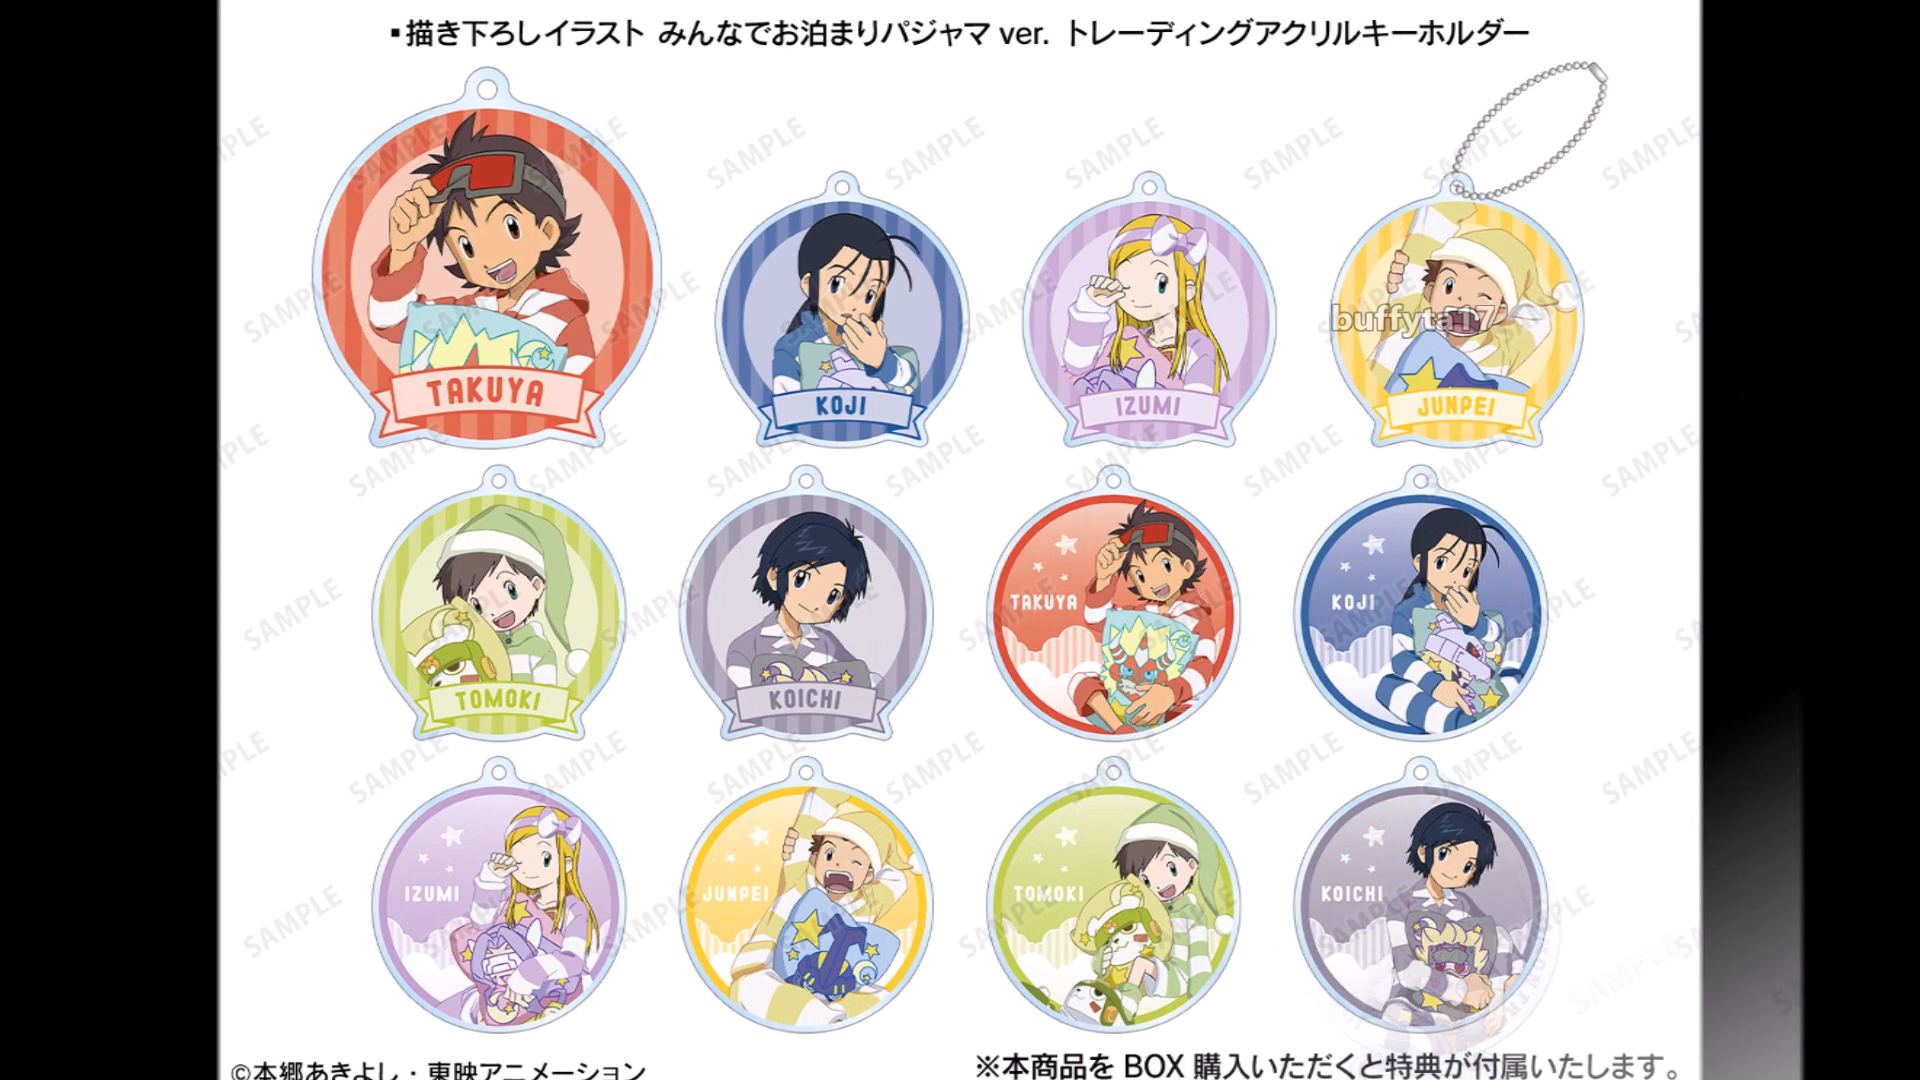 ▪描き下ろしイラスト みんなでお泊まりパジャマ ver. トレーディングアクリルキーホルダー
TAKUYA
KOJI
IZUMI
JUNPEI
buffyta17
TOMOKI
KOICHI
TAKUYA
KOJI
IZUMI
JUNPEI
TOMOKI
KOICHI
SAMPLE
©本郷あきよし・東映アニメーション
※本商品を BOX 購入いただくと特典が付属いたします。